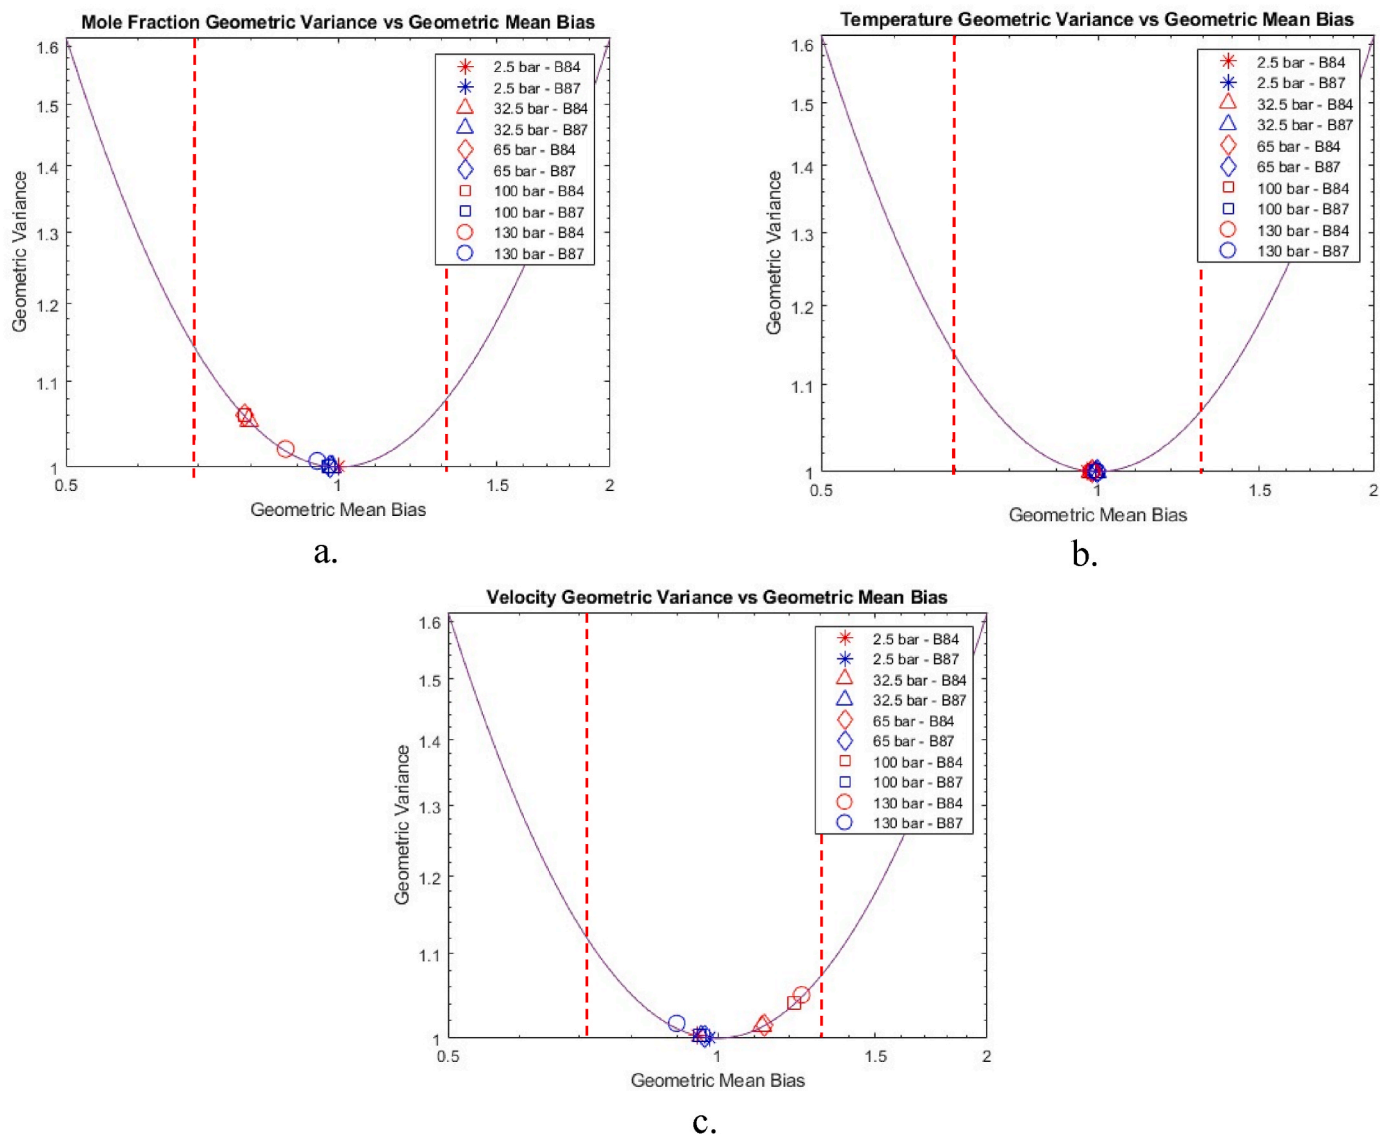 Mole Fraction Geometric Variance vs Geometric Mean Bias
1.6
1.5
1.4
1.3
1.2
1.1
1
Geometric Variance
2.5 bar - B84
2.5 bar - B87
32.5 bar - B84
32.5 bar - B87
65 bar - B84
65 bar - B87
100 bar - B84
100 bar - B87
130 bar - B84
130 bar - B87
0.5 1 1.5 2
Geometric Mean Bias
a.
Temperature Geometric Variance vs Geometric Mean Bias
1.6
1.5
1.4
1.3
1.2
1.1
1
Geometric Variance
2.5 bar - B84
2.5 bar - B87
32.5 bar - B84
32.5 bar - B87
65 bar - B84
65 bar - B87
100 bar - B84
100 bar - B87
130 bar - B84
130 bar - B87
0.5 1 1.5 2
Geometric Mean Bias
b.
Velocity Geometric Variance vs Geometric Mean Bias
1.6
1.5
1.4
1.3
1.2
1.1
1
Geometric Variance
2.5 bar - B84
2.5 bar - B87
32.5 bar - B84
32.5 bar - B87
65 bar - B84
65 bar - B87
100 bar - B84
100 bar - B87
130 bar - B84
130 bar - B87
0.5 1 1.5 2
Geometric Mean Bias
c.